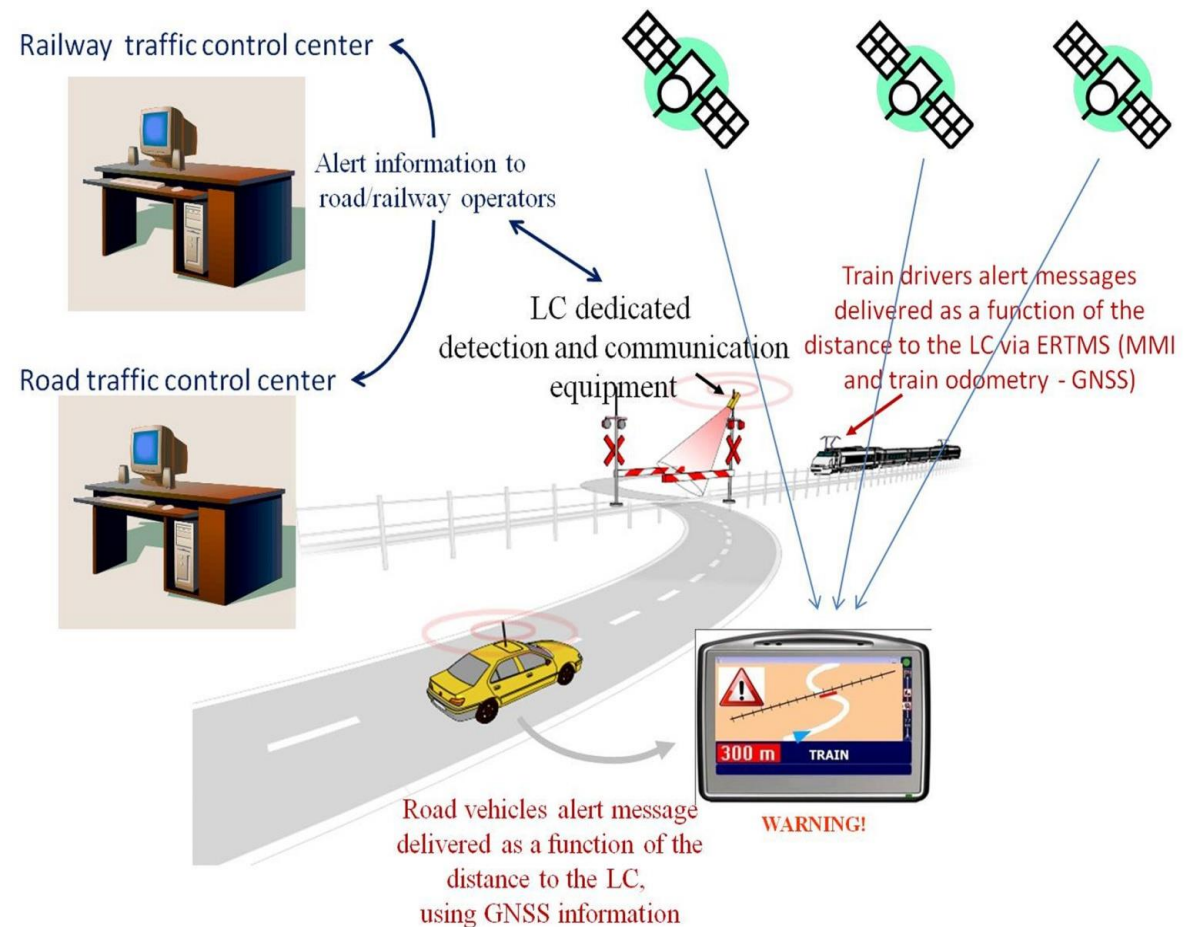 Railway traffic control center
Alert information to
road/railway operators
Road traffic control center
LC dedicated
detection and communication
equipment
Train drivers alert messages
delivered as a function of the
distance to the LC via ERTMS (MMI
and train odometry - GNSS)
300 m
TRAIN
WARNING!
Road vehicles alert message
delivered as a function of the
distance to the LC,
using GNSS information